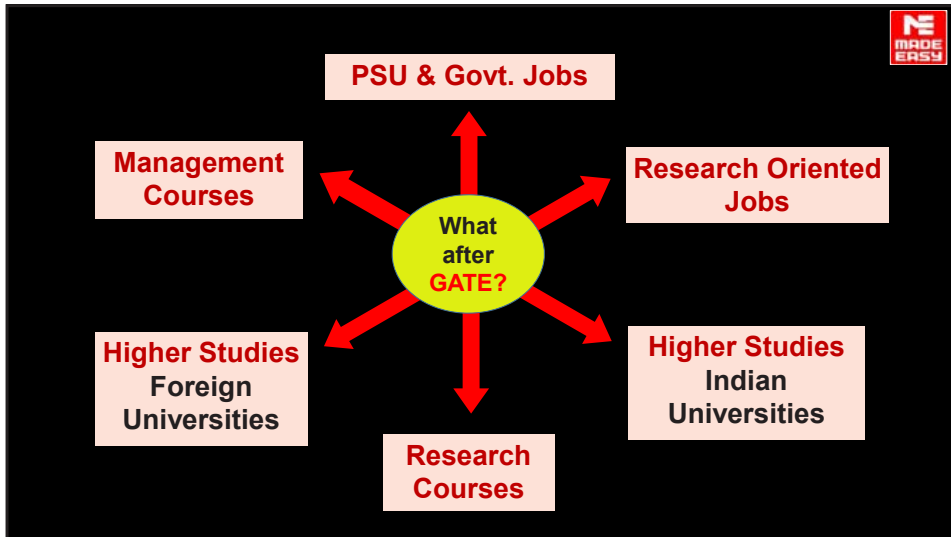 NE
MADE
EASY
PSU & Govt. Jobs
Management
Courses
Research Oriented
Jobs
What
after
GATE?
Higher Studies
Foreign
Universities
Higher Studies
Indian
Universities
Research
Courses